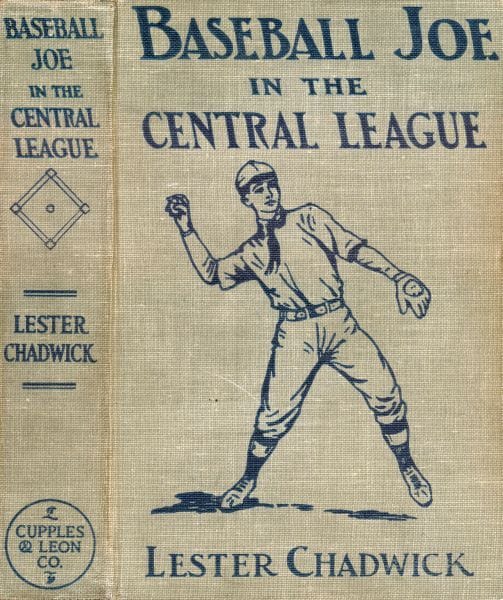 BASEBALL
JOE
IN THE
CENTRAL
LEAGUE
LESTER
CHADWICK
CUPPLES
& LEON
CO.
BASEBALL JOE
IN THE
CENTRAL LEAGUE
LESTER CHADWICK